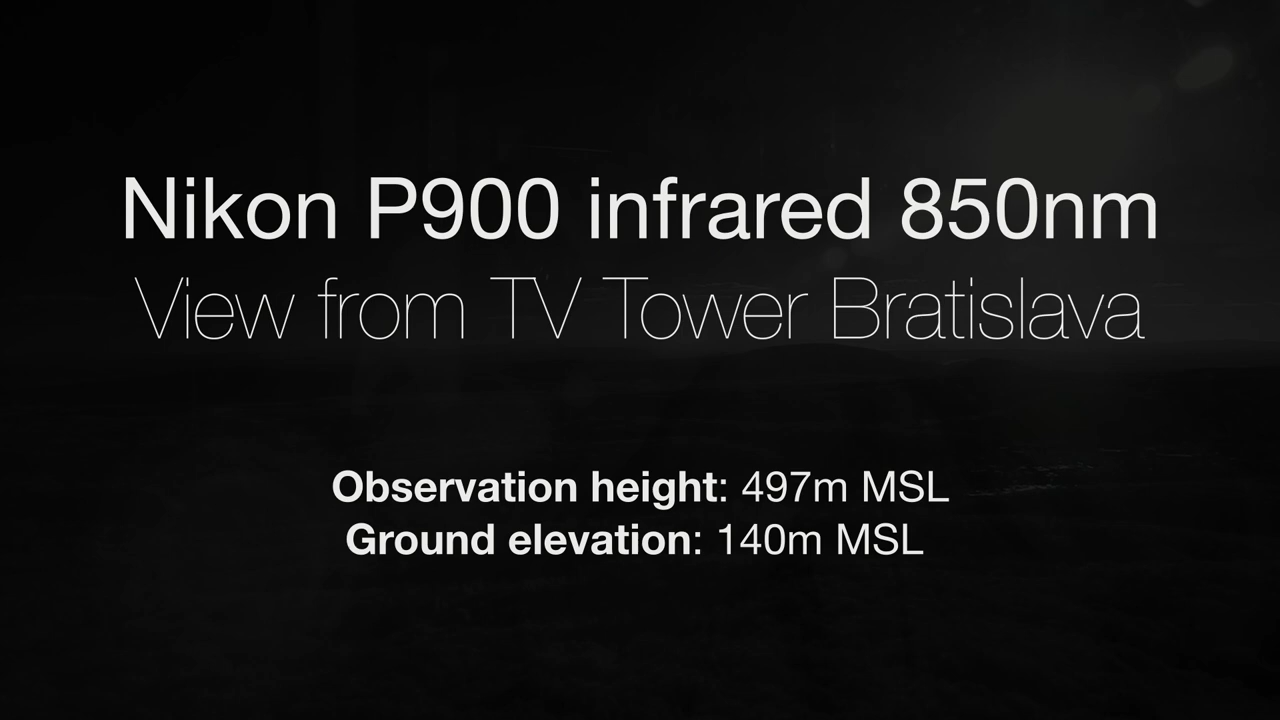 Nikon P900 infrared 850nm
View from TV Tower Bratislava
Observation height: 497m MSL
Ground elevation: 140m MSL